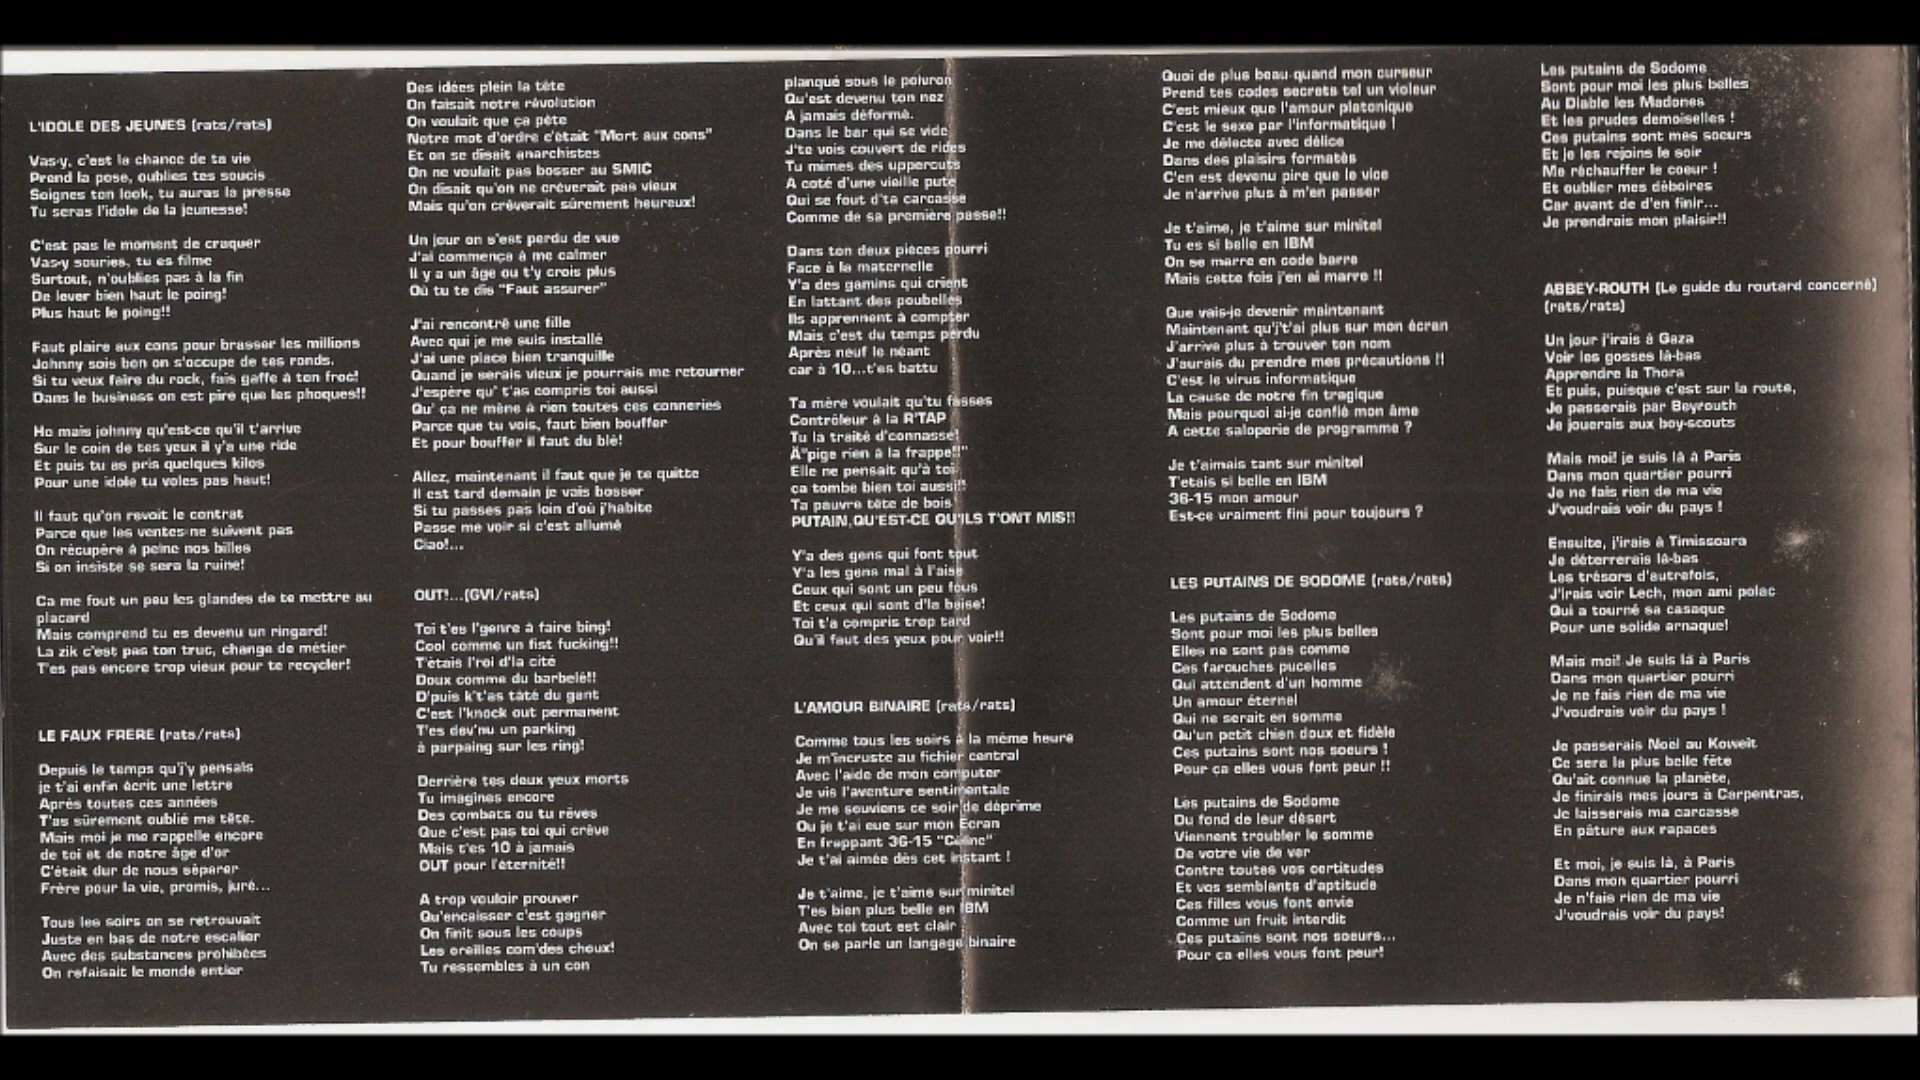 L'IDOLE DES JEUNES (rats/rats)
Vas-y, c'est la chance de ta vie
Prend la pose, oublies tes soucis
Soignes ton look, tu auras la presse
Tu seras l'idole de la jeunesse!
C'est pas le moment de craquer
Vas-y souries, tu es filme
Surtout, n'oublies pas à la fin
De lever bien haut le poing!
Plus haut le poing!!
Faut plaire aux cons pour brasser les millions
Johnny sois bon on s'occupe de tes ronds.
Si tu veux faire du rock, fais gaffe à ton froc!
Dans le business on est pire que les phoques!!
Ho mais johnny qu'est-ce qu'il t'arrive
Sur le coin de tes yeux il y'a une ride
Et puis tu as pris quelques kilos
Pour une idole tu voles pas haut!
Il faut qu'on revoit le contrat
Parce que les ventes ne suivent pas
On récupère à peine nos billes
Si on insiste se sera la ruine!
Ca me fout un peu les glandes de te mettre au
placard
Mais comprend tu es devenu un ringard!
La zik c'est pas ton truc, change de métier
T'es pas encore trop vieux pour te recycler!
LE FAUX FRERE (rats/rats)
Depuis le temps qu'j'y pensais
je t'ai enfin écrit une lettre
Après toutes ces années
T'as sûrement oublié ma tête.
Mais moi je me rappelle encore
de toi et de notre âge d'or
C'était dur de nous séparer
Frère pour la vie, promis, juré...
Tous les soirs on se retrouvait
Juste en bas de notre escalier
Avec des substances prohibées
On refaisait le monde entier
Des idées plein la tête
On faisait notre révolution
On voulait que ça pète
Notre mot d'ordre c'était "Mort aux cons"
Et on se disait anarchistes
On ne voulait pas bosser au SMIC
On disait qu'on ne crèverait pas vieux
Mais qu'on crèverait sûrement heureux!
Un jour on s'est perdu de vue
J'ai commencé à me calmer
Il y a un âge ou t'y crois plus
Où tu te dis "Faut assurer"
J'ai rencontré une fille
Avec qui je me suis installé
J'ai une place bien tranquille
Quand je serais vieux je pourrais me retourner
J'espère qu' t'as compris toi aussi
Qu' ça ne mène à rien toutes ces conneries
Parce que tu vois, faut bien bouffer
Et pour bouffer il faut du blé!
Allez, maintenant il faut que je te quitte
Il est tard demain je vais bosser
Si tu passes pas loin d'où j'habite
Passe me voir si c'est allumé
Ciao!...
OUT!...(GVI/rats)
Toi t'es l'genre à faire bing!
Cool comme un fist fucking!!
T'étais l'roi d'la cité
Doux comme du barbelé!!
D'puis k't'as tâté du gant
C'est l'knock out permanent
T'es dev'nu un parking
à parpaing sur les ring!
Derrière tes deux yeux morts
Tu imagines encore
Des combats ou tu rêves
Que c'est pas toi qui crève
Mais t'es 10 à jamais
OUT pour l'éternité!!
A trop vouloir prouver
Qu'encaisser c'est gagner
On finit sous les coups
Les oreilles com'des choux!
Tu ressembles à un con
planqué sous le poivron
Qu'est devenu ton nez
A jamais déformé.
Dans le bar qui se vide
J'te vois couvert de rides
Tu mimes des uppercuts
A coté d'une vieille pute
Qui se fout d'ta carcasse
Comme de sa première passe!!
Dans ton deux pièces pourri
Face à la maternelle
Y'a des gamins qui crient
En lattant des poubelles
Ils apprennent à compter
Mais c'est du temps perdu
Après neuf le néant
car à 10...t'es battu
Ta mère voulait qu'tu fasses
Contrôleur à la R'TAP
Tu la traité d'connasse!
Ä"pige rien à la frappe!!"
Elle ne pensait qu'à toi
ça tombe bien toi aussi!!
Ta pauvre tête de bois
PUTAIN,QU'EST-CE QU'ILS T'ONT MIS!!
Y'a des gens qui font tout
Y'a les gens mal à l'aise
Ceux qui sont un peu fous
Et ceux qui sont d'la baise!
Toi t'a compris trop tard
Qu'il faut des yeux pour voir!!
L'AMOUR BINAIRE (rats/rats)
Comme tous les soirs à la même heure
Je m'incruste au fichier central
Avec l'aide de mon computer
Je vis l'aventure sentimentale
Je me souviens ce soir de déprime
Ou je t'ai eue sur mon Ecran
En frappant 36-15 "Céline"
Je t'ai aimée dès cet instant !
Je t'aime, je t'aime sur minitel
T'es bien plus belle en IBM
Avec toi tout est clair
On se parle un langage binaire
Quoi de plus beau quand mon curseur
Prend tes codes secrets tel un violeur
C'est mieux que l'amour platonique
C'est le sexe par l'informatique !
Je me délecte avec délice
Dans des plaisirs formatés
C'en est devenu pire que le vice
Je n'arrive plus à m'en passer
Je t'aime, je t'aime sur minitel
Tu es si belle en IBM
On se marre en code barre
Mais cette fois j'en ai marre !!
Que vais-je devenir maintenant
Maintenant qu'j't'ai plus sur mon écran
J'arrive plus à trouver ton nom
J'aurais du prendre mes précautions !!
C'est le virus informatique
La cause de notre fin tragique
Mais pourquoi ai-je confié mon âme
A cette saloperie de programme ?
Je t'aimais tant sur minitel
T'etais si belle en IBM
36-15 mon amour
Est-ce vraiment fini pour toujours ?
LES PUTAINS DE SODOME (rats/rats)
Les putains de Sodome
Sont pour moi les plus belles
Elles ne sont pas comme
Ces farouches pucelles
Qui attendent d'un homme
Un amour éternel
Qui ne serait en somme
Qu'un petit chien doux et fidèle
Ces putains sont nos soeurs !
Pour ça elles vous font peur !!
Les putains de Sodome
Du fond de leur désert
Viennent troubler le somme
De votre vie de ver
Contre toutes vos certitudes
Et vos semblants d'aptitude
Ces filles vous font envie
Comme un fruit interdit
Ces putains sont nos soeurs...
Pour ça elles vous font peur!
Les putains de Sodome
Sont pour moi les plus belles
Au Diable les Madones
Et les prudes demoiselles !
Ces putains sont mes soeurs
Et je les rejoins le soir
Me réchauffer le coeur !
Et oublier mes déboires
Car avant de d'en finir...
Je prendrais mon plaisir!!
ABBEY-ROUTH (Le guide du routard concerné)
(rats/rats)
Un jour j'irais à Gaza
Voir les gosses là-bas
Apprendre la Thora
Et puis, puisque c'est sur la route,
Je passerais par Beyrouth
Je jouerais aux boy-scouts
Mais moi! je suis là à Paris
Dans mon quartier pourri
Je ne fais rien de ma vie
J'voudrais voir du pays !
Ensuite, j'irais à Timissoara
Je déterrerais là-bas
Les trésors d'autrefois,
J'irais voir Lech, mon ami polac
Qui a tourné sa casaque
Pour une solide arnaque!
Mais moi! Je suis là à Paris
Dans mon quartier pourri
Je ne fais rien de ma vie
J'voudrais voir du pays !
Je passerais Noël au Koweït
Ce sera la plus belle fête
Qu'ait connue la planète,
Je finirais mes jours à Carpentras,
Je laisserais ma carcasse
En pâture aux rapaces
Et moi, je suis là, à Paris
Dans mon quartier pourri
Je n'fais rien de ma vie
J'voudrais voir du pays!